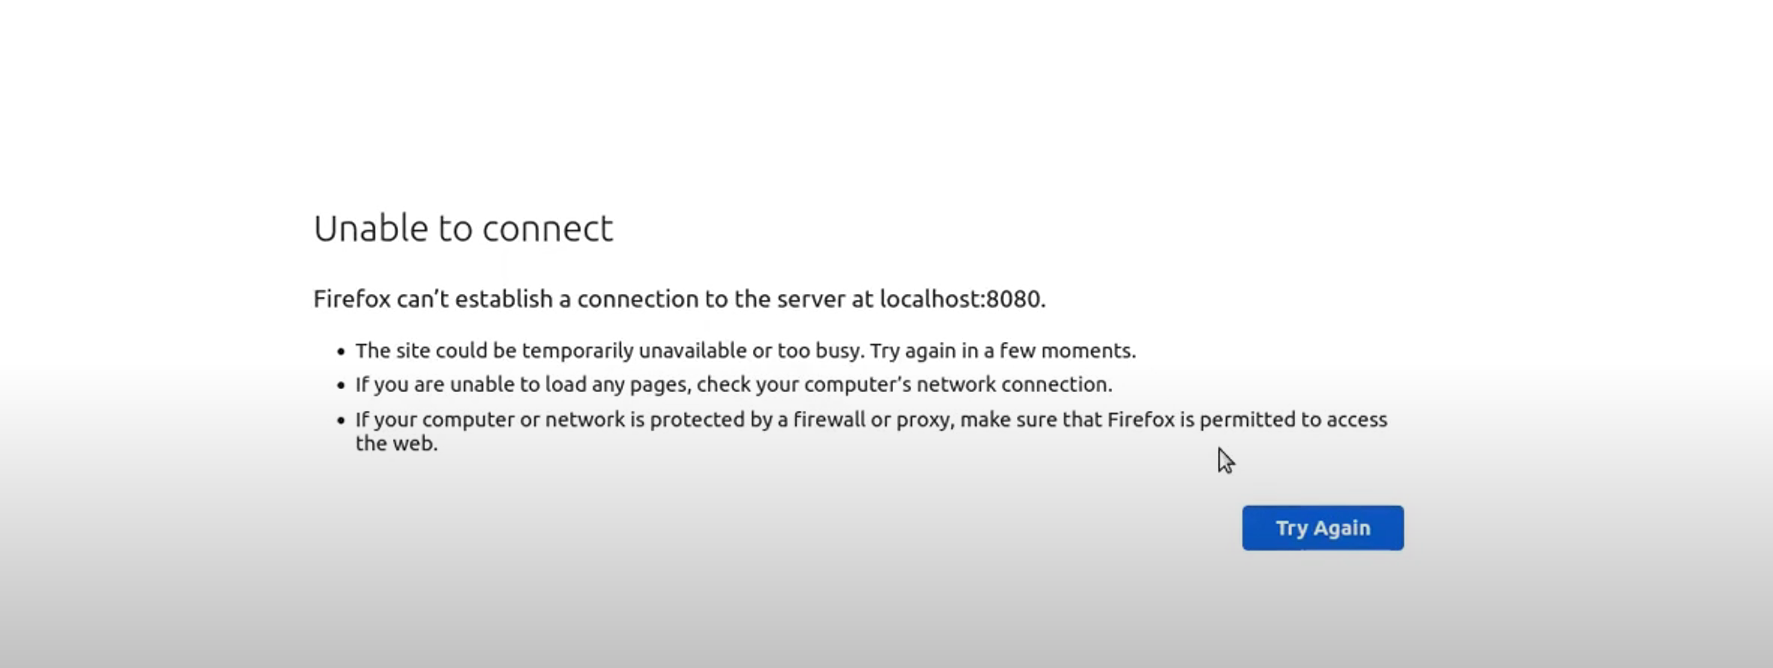 Unable to connect
Firefox can’t establish a connection to the server at localhost:8080.
• The site could be temporarily unavailable or too busy. Try again in a few moments.
• If you are unable to load any pages, check your computer’s network connection.
• If your computer or network is protected by a firewall or proxy, make sure that Firefox is permitted to access
the web.
Try Again